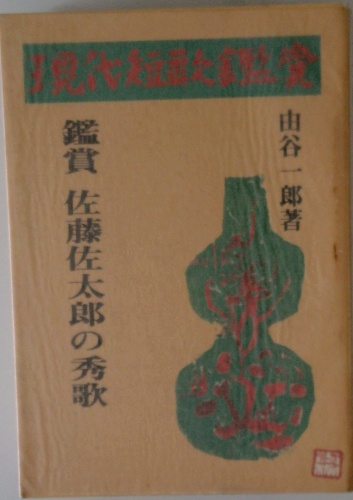 現代短歌鑑賞
由谷一郎著
鑑賞 佐藤佐太郎の秀歌